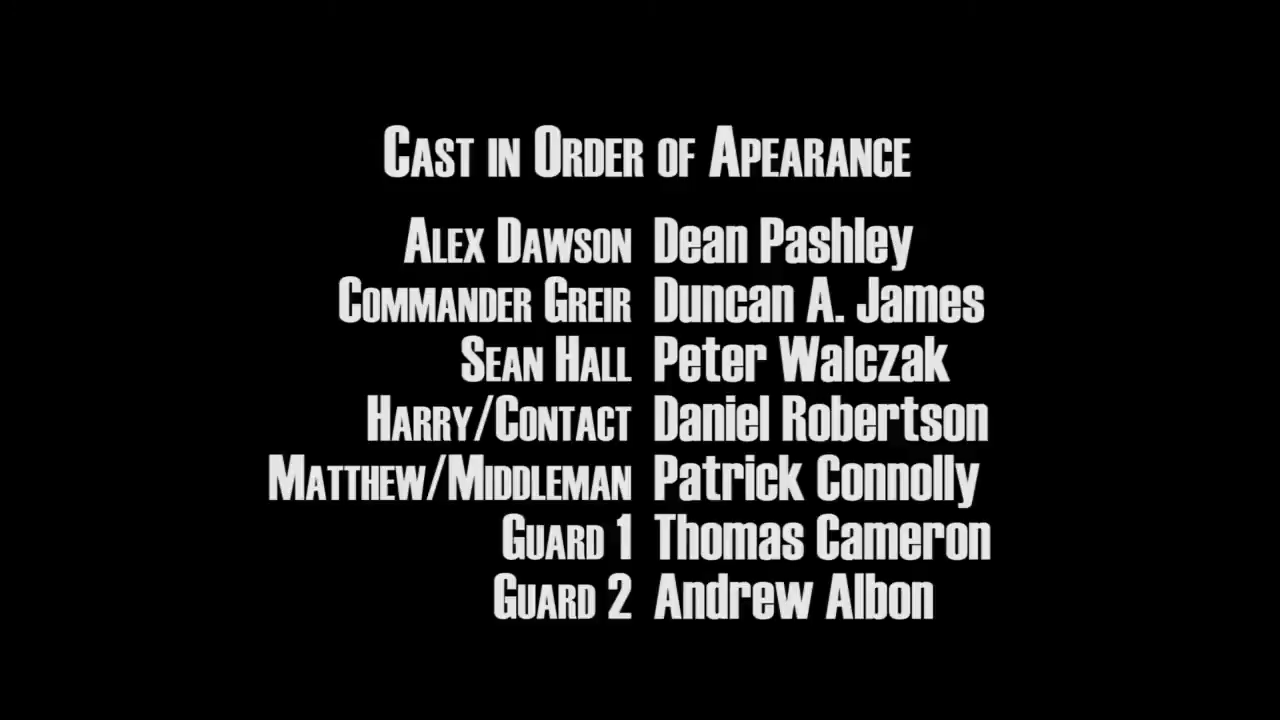 Cast in Order of Apearance
Alex Dawson Dean Pashley
Commander Greir Duncan A. James
Sean Hall Peter Walczak
Harry/Contact Daniel Robertson
Matthew/Middleman Patrick Connolly
Guard 1 Thomas Cameron
Guard 2 Andrew Albon